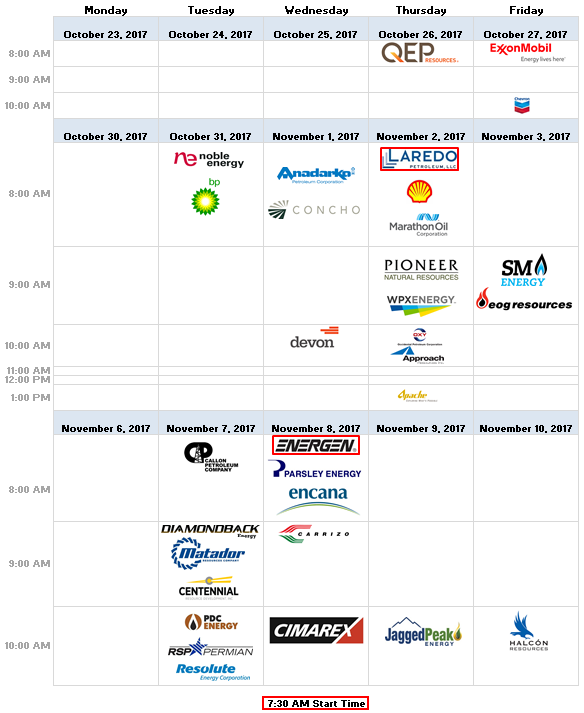 Monday Tuesday Wednesday Thursday Friday
October 23, 2017 October 24, 2017 October 25, 2017 October 26, 2017 October 27, 2017
8:00 AM
QEP RESOURCES
ExxonMobil
Energy lives here
9:00 AM
10:00 AM
Chevron
October 30, 2017 October 31, 2017 November 1, 2017 November 2, 2017 November 3, 2017
8:00 AM
noble energy
bp
Anadarko
Petroleum Corporation
CONCHO
LAREDO
PETROLEUM, LLC
MarathonOil
Corporation
9:00 AM
PIONEER
NATURAL RESOURCES
WPXENERGY
SM
ENERGY
eog resources
10:00 AM
devon
OXY
Occidental Petroleum Corporation
Approach
11:00 AM
12:00 PM
1:00 PM
Apache
November 6, 2017 November 7, 2017 November 8, 2017 November 9, 2017 November 10, 2017
8:00 AM
CALLON
PETROLEUM
COMPANY
ENERGEN
PARSLEY ENERGY
encana
9:00 AM
DIAMONDBACK
Energy
Matador
RESOURCES COMPANY
CENTENNIAL
CARRIZO
10:00 AM
PDC
ENERGY
RSP PERMIAN
Resolute
Energy Corporation
CIMAREX
JaggedPeak
ENERGY
HALCÓN
RESOURCES
7:30 AM Start Time